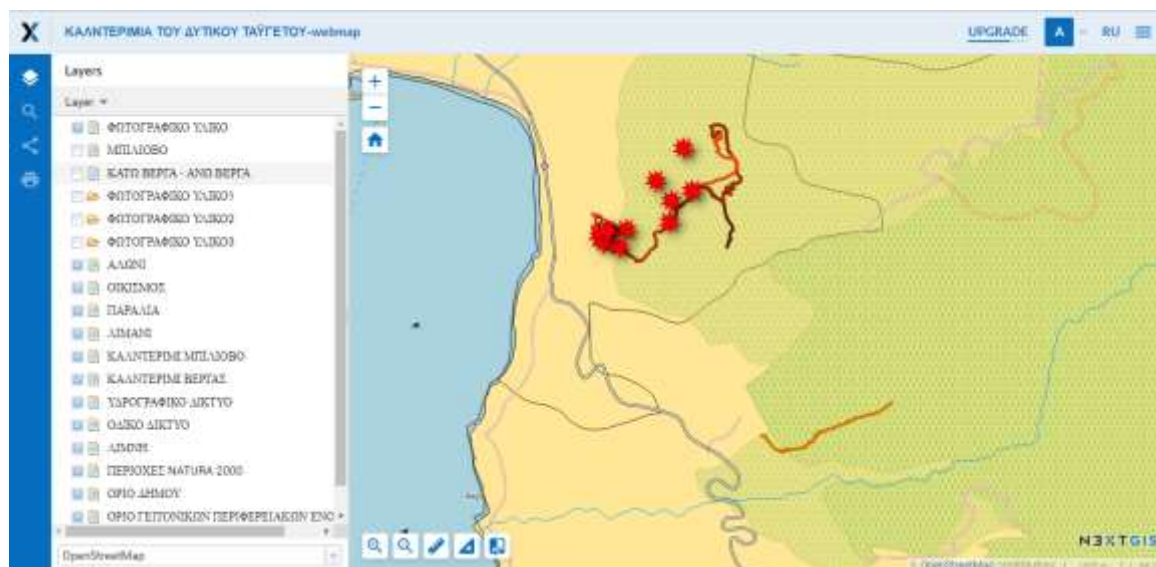 ΚΑΛΝΤΕΡΙΜΙΑ ΤΟΥ ΔΥΤΙΚΟΥ ΤΑΫΓΕΤΟΥ-webmap
UPGRADE A RU
Layers
Layer
ΦΩΤΟΓΡΑΦΙΚΟ ΥΛΙΚΟ
ΜΠΙΛΙΟΒΟ
ΚΑΤΩ ΒΕΡΓΑ - ΑΝΩ ΒΕΡΓΑ
ΦΩΤΟΓΡΑΦΙΚΟ ΥΛΙΚΟ1
ΦΩΤΟΓΡΑΦΙΚΟ ΥΛΙΚΟ2
ΦΩΤΟΓΡΑΦΙΚΟ ΥΛΙΚΟ3
ΑΛΩΝΙ
ΟΙΚΙΣΜΟΣ
ΠΑΡΑΛΙΑ
ΛΙΜΑΝΙ
ΚΑΛΝΤΕΡΙΜΙ ΜΠΙΛΙΟΒΟ
ΚΑΛΝΤΕΡΙΜΙ ΒΕΡΓΑΣ
ΥΔΡΟΓΡΑΦΙΚΟ ΔΙΚΤΥΟ
ΟΔΙΚΟ ΔΙΚΤΥΟ
ΛΙΜΝΗ
ΠΕΡΙΟΧΕΣ NATURA 2000
ΟΡΙΟ ΔΗΜΟΥ
ΟΡΙΟ ΓΕΙΤΟΝΙΚΩΝ ΠΕΡΙΦΕΡΕΙΑΚΩΝ ΕΝΟ
OpenStreetMap
NEXTGIS